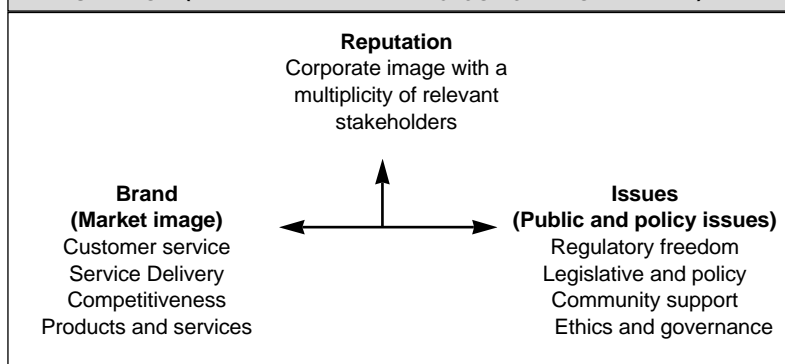 Reputation
Corporate image with a
multiplicity of relevant
stakeholders
Brand
(Market image)
Customer service
Service Delivery
Competitiveness
Products and services
Issues
(Public and policy issues)
Regulatory freedom
Legislative and policy
Community support
Ethics and governance